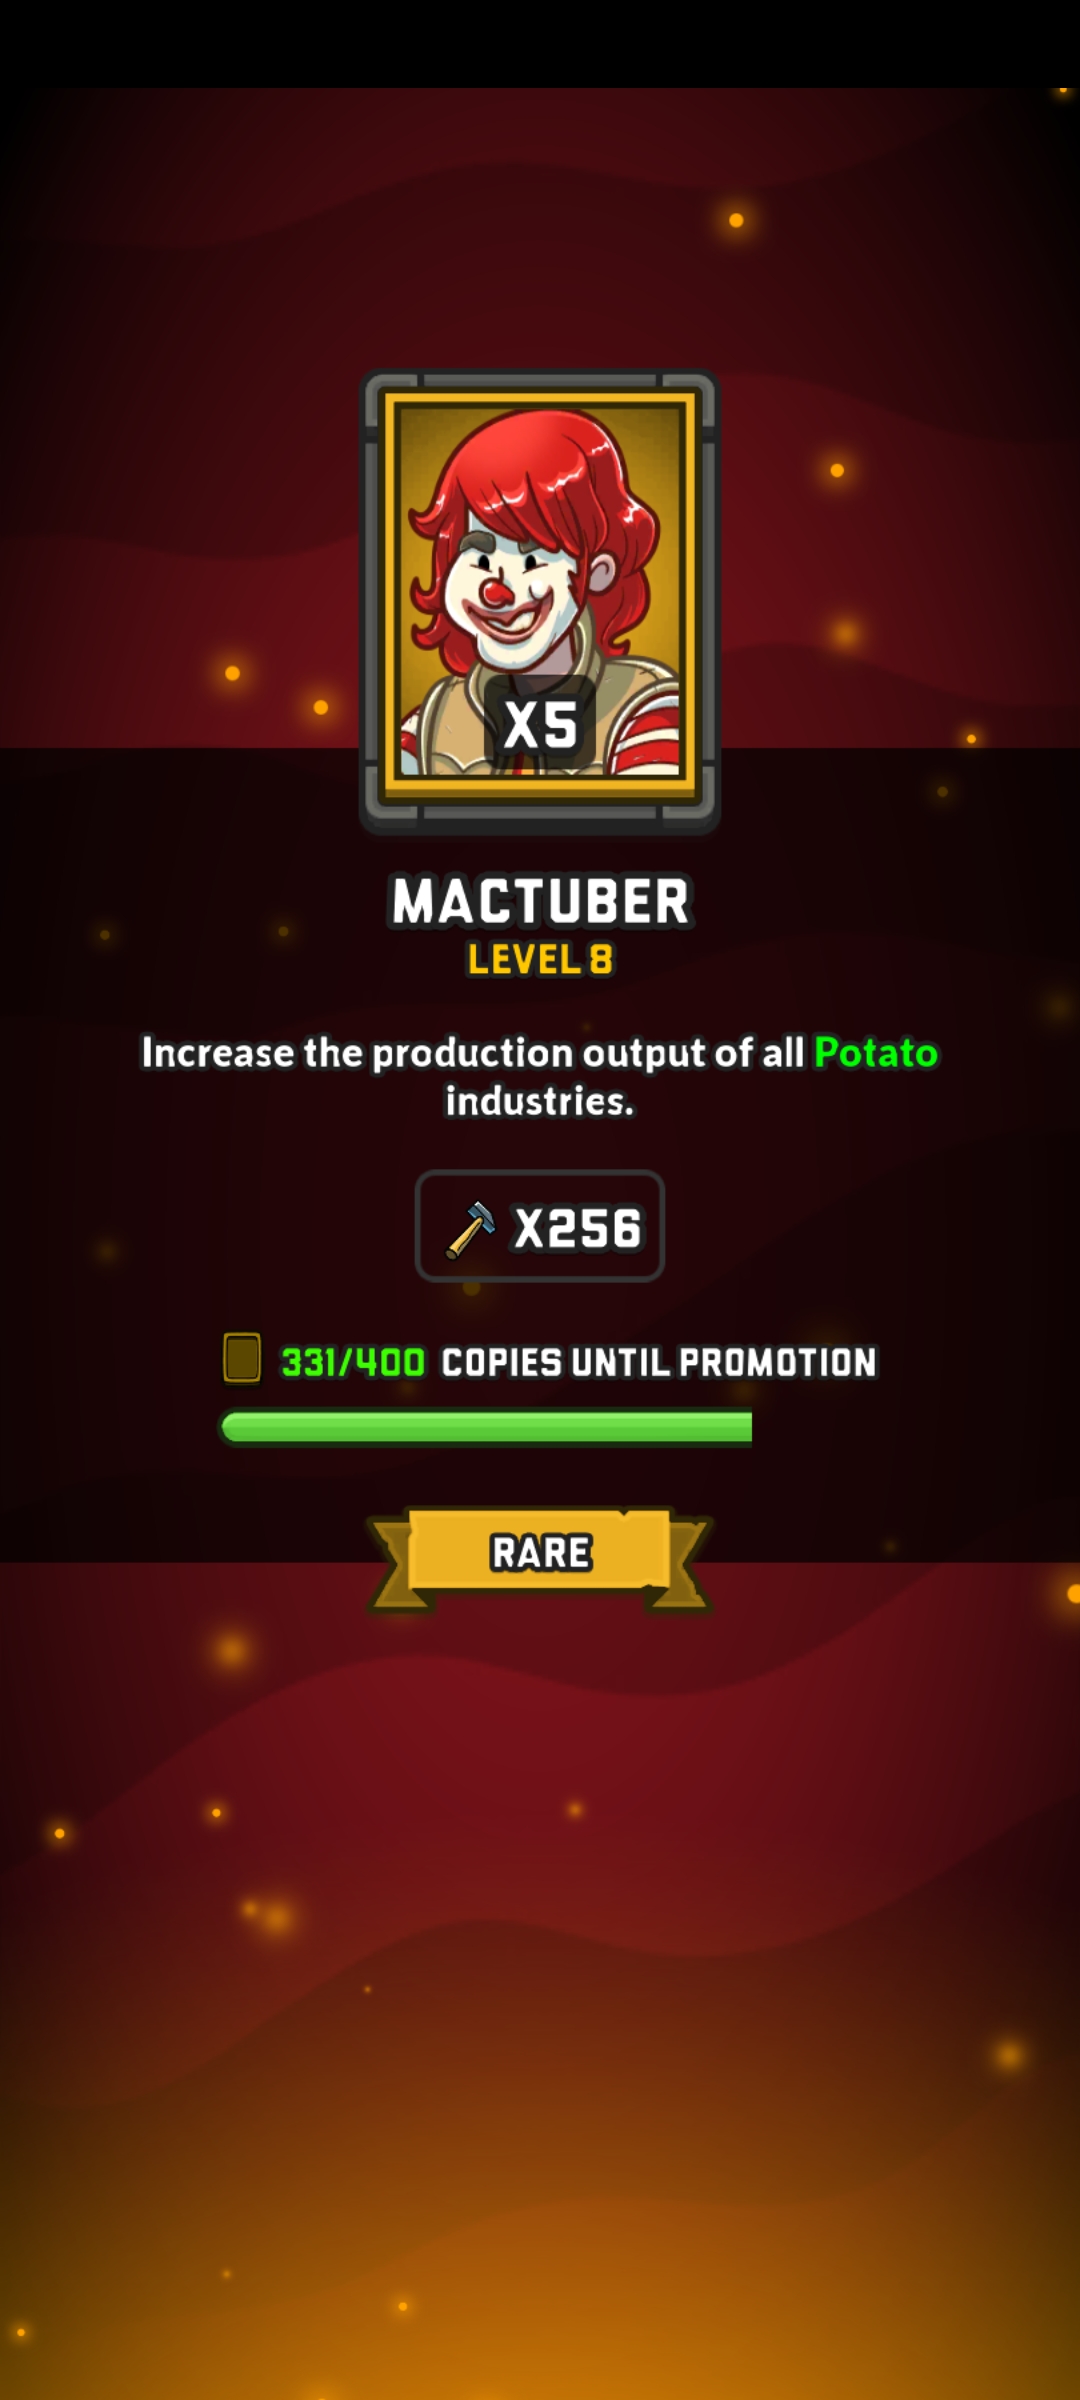 X5
MACTUBER
LEVEL 8
Increase the production output of all Potato
industries.
X256
331/400 COPIES UNTIL PROMOTION
RARE